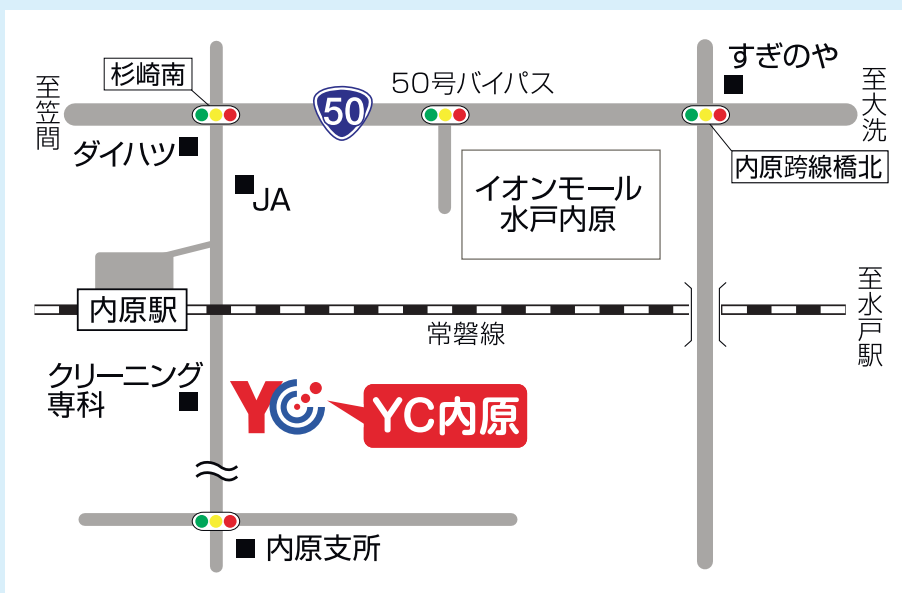 すぎのや
杉崎南
50号バイパス
50
至笠間
至大洗
ダイハツ
内原跨線橋北
JA
イオンモール
水戸内原
内原駅
常磐線
至水戸駅
クリーニング
専科
YC
YC内原
内原支所